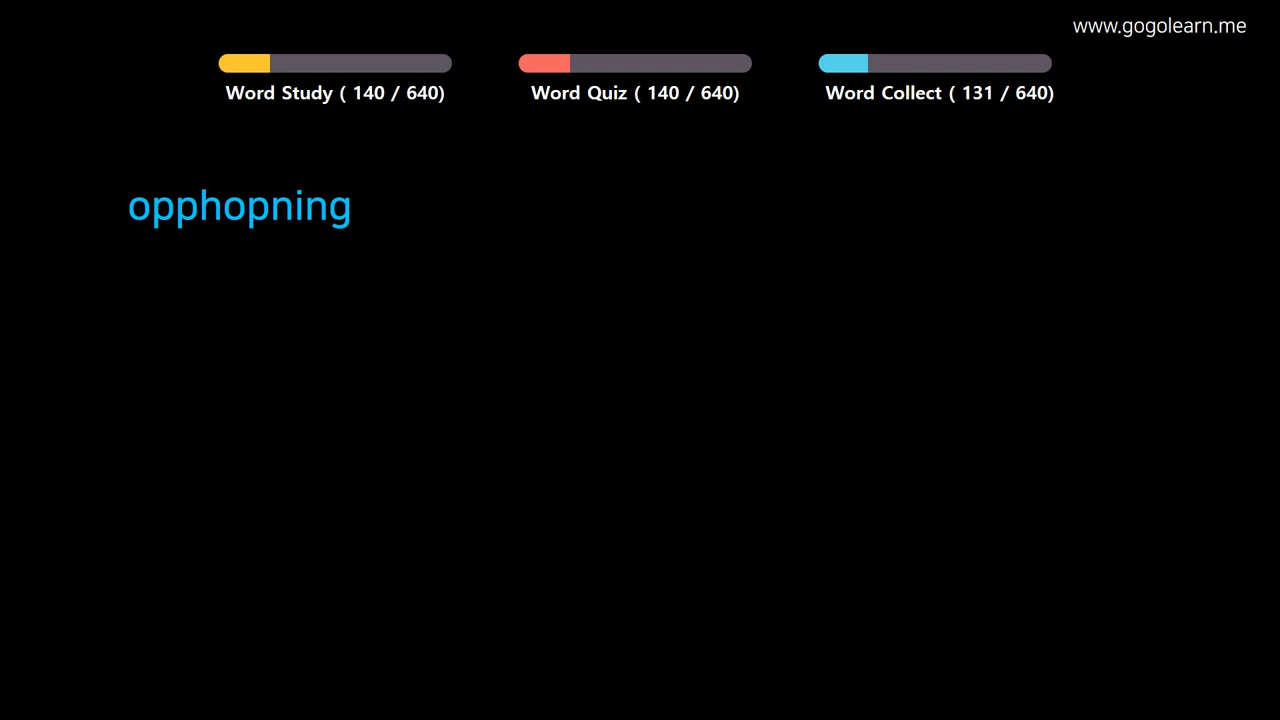 www.gogolearn.me
Word Study ( 140 / 640)
Word Quiz ( 140 / 640)
Word Collect ( 131 / 640)
opphopning